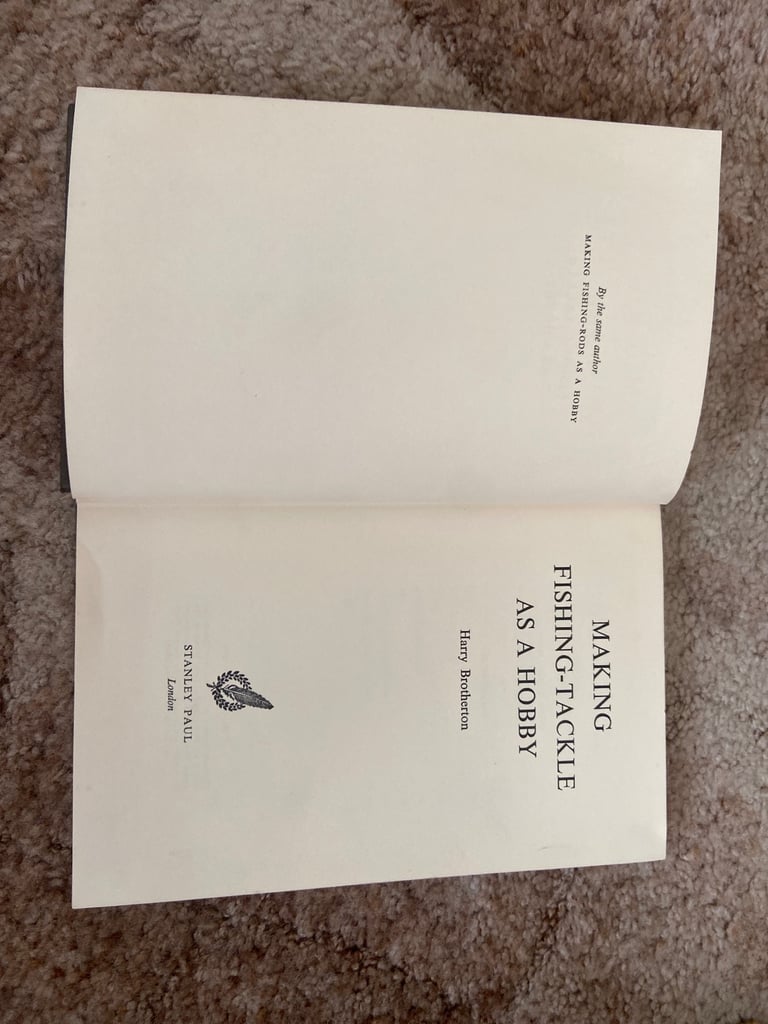 By the same author
MAKING FISHING-RODS AS A HOBBY
MAKING
FISHING-TACKLE
AS A HOBBY
Harry Brotherton
STANLEY PAUL
London